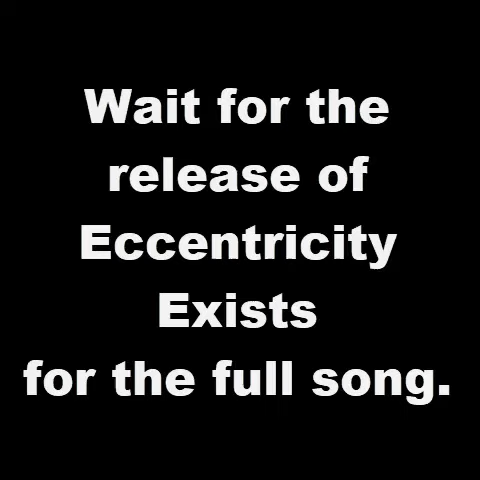 Wait for the
release of
Eccentricity
Exists
for the full song.